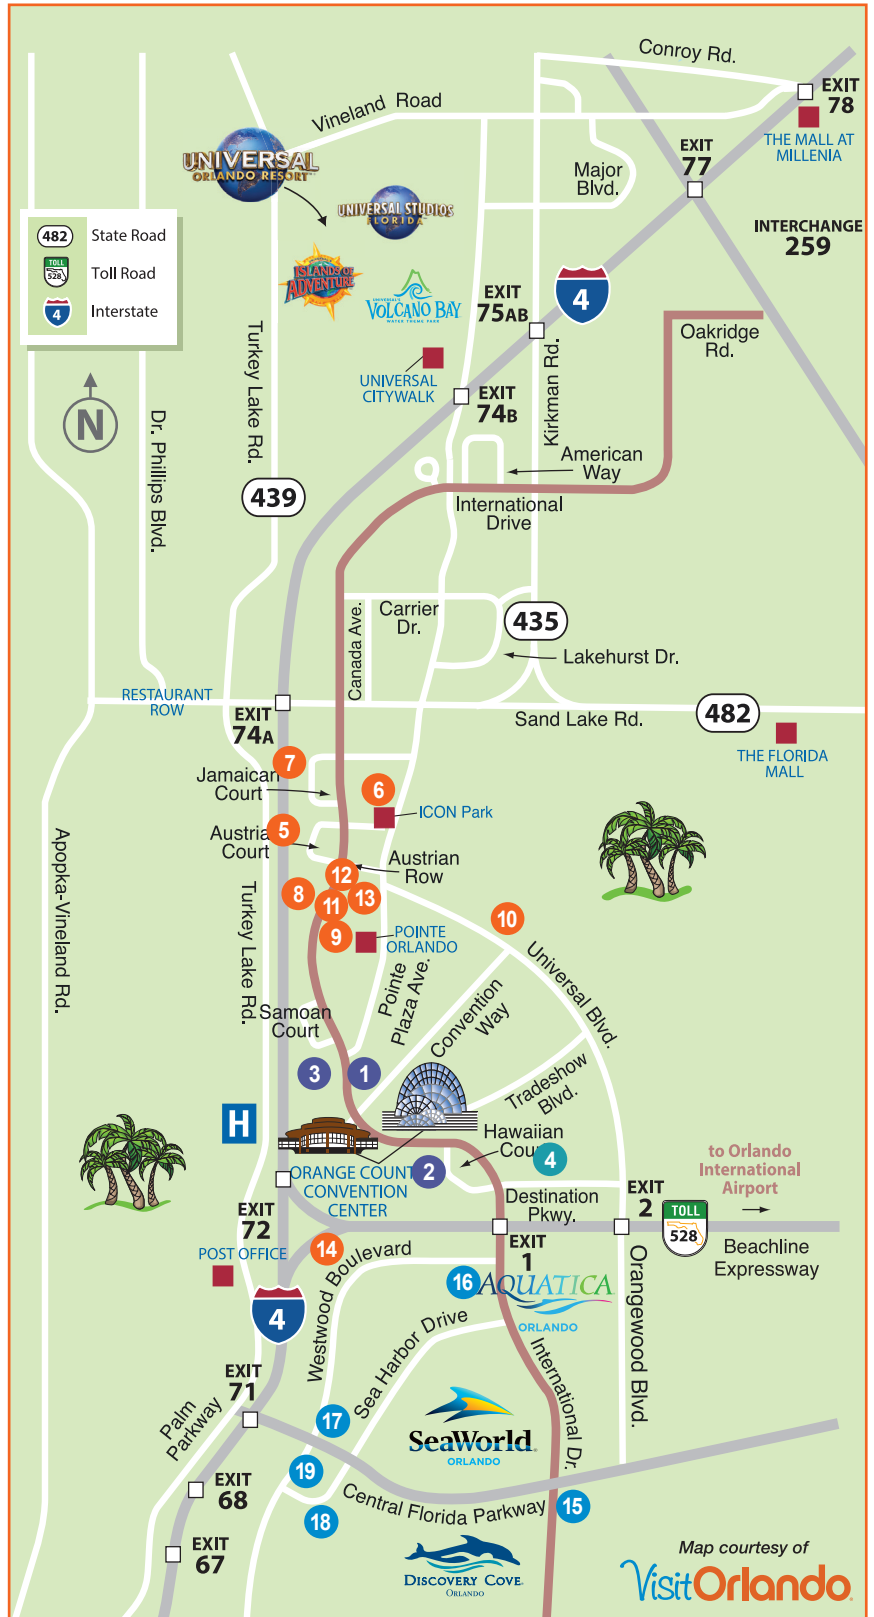 Conroy Rd.
EXIT
78
THE MALL AT
MILLENIA
Vineland Road
UNIVERSAL
ORLANDO RESORT
EXIT
77
Major
Blvd.
UNIVERSAL STUDIOS
FLORIDA
INTERCHANGE
259
482 State Road
TOLL
528 Toll Road
4 Interstate
ISLANDS OF
ADVENTURE
UNIVERSAL'S
VOLCANO BAY
WATER THEME PARK
EXIT
75AB
4
Oakridge
Rd.
Turkey Lake Rd.
Kirkman Rd.
UNIVERSAL
CITYWALK
EXIT
74B
N
Dr. Phillips Blvd.
American
Way
439
International
Drive
Canada Ave.
Carrier
Dr.
435
Lakehurst Dr.
RESTAURANT
ROW
EXIT
74A
Sand Lake Rd.
482
THE FLORIDA
MALL
7
Jamaican
Court
6
ICON Park
5
Austria
Court
Austrian
Row
12
8
11
13
9
10
POINTE
ORLANDO
Apopka-Vineland Rd.
Turkey Lake Rd.
Universal Blvd.
Pointe
Plaza Ave.
Convention
Way
Samoan
Court
3
1
Tradeshow
Blvd.
H
Hawaiian
Cou
2
4
ORANGE COUNT
CONVENTION
CENTER
to Orlando
International
Airport
Destination
Pkwy.
EXIT
2
TOLL
528
EXIT
72
14
POST OFFICE
EXIT
1
Beachline
Expressway
Westwood Boulevard
16
AQUATICA
ORLANDO
4
Sea Harbor Drive
International Dr.
Orangewood Blvd.
EXIT
71
Palm
Parkway
17
SeaWorld
ORLANDO
19
EXIT
68
Central Florida Parkway
15
18
EXIT
67
DISCOVERY COVE
ORLANDO
Map courtesy of
VisitOrlando